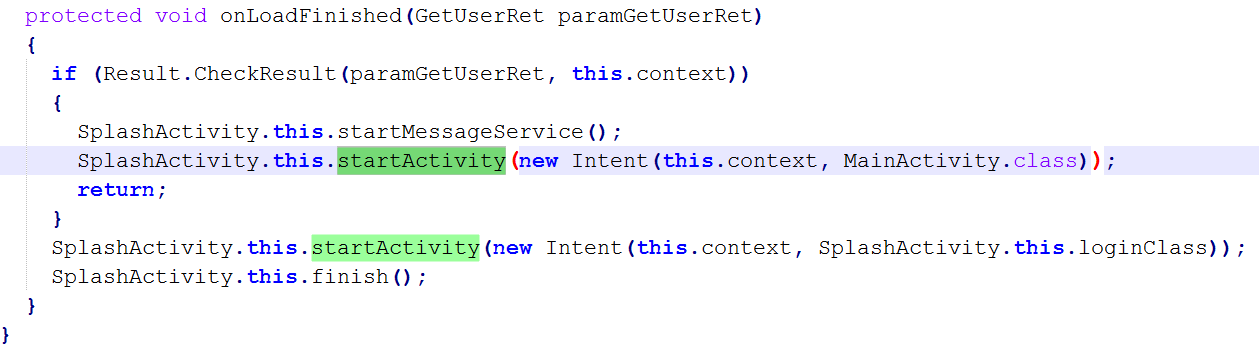 protected void onLoadFinished(GetUserRet paramGetUserRet)
{
if (Result.CheckResult(paramGetUserRet, this.context))
{
SplashActivity.this.startMessageService();
SplashActivity.this.startActivity(new Intent(this.context, MainActivity.class));
return;
}
SplashActivity.this.startActivity(new Intent(this.context, SplashActivity.this.loginClass));
SplashActivity.this.finish();
}
}